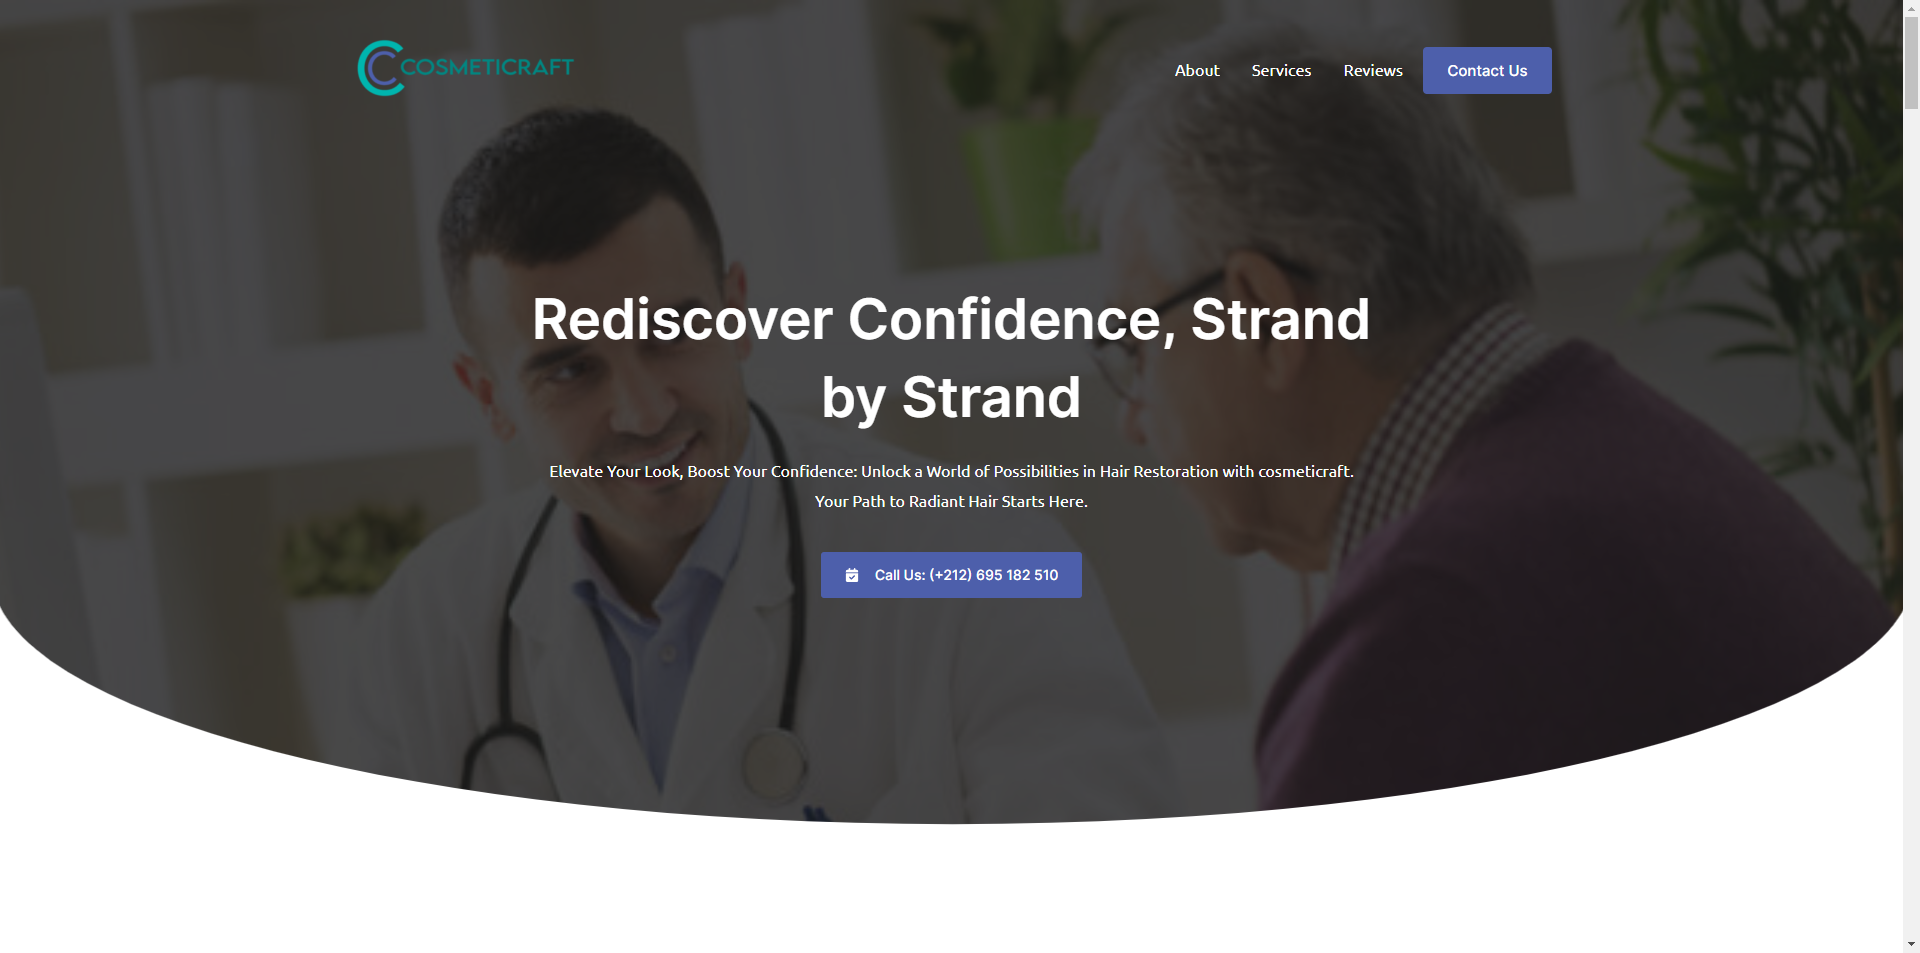 COSMETICRAFT
About
Services
Reviews
Contact Us
Rediscover Confidence, Strand
by Strand
Elevate Your Look, Boost Your Confidence: Unlock a World of Possibilities in Hair Restoration with cosmeticraft.
Your Path to Radiant Hair Starts Here.
Call Us: (+212) 695 182 510